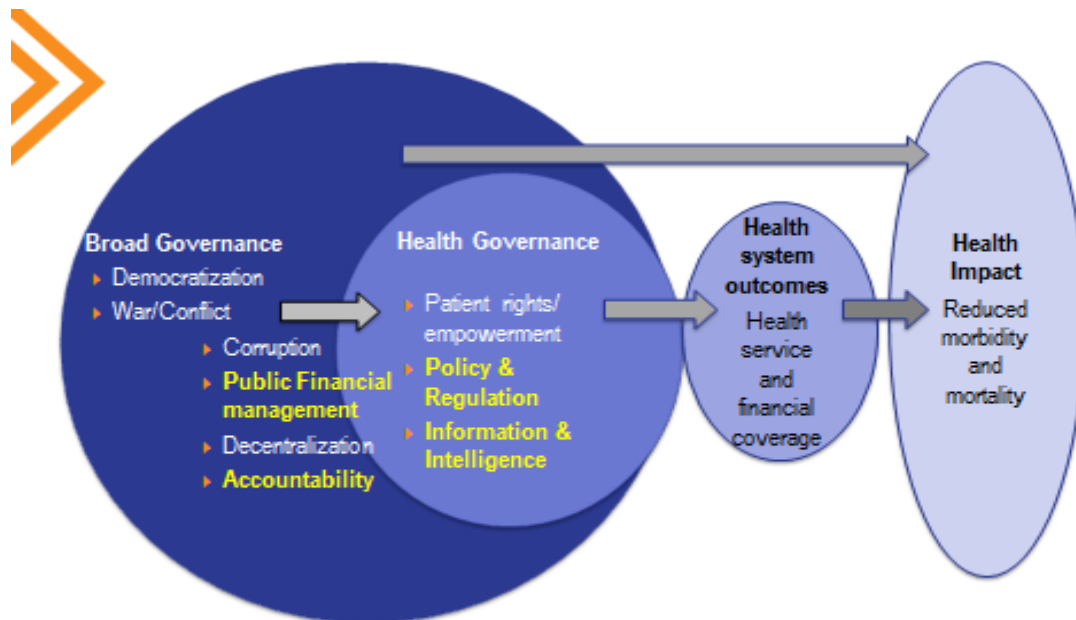 Broad Governance
Democratization
War/Conflict
Corruption
Public Financial
management
Decentralization
Accountability
Health Governance
Patient rights/
empowerment
Policy &
Regulation
Information &
Intelligence
Health
system
outcomes
Health
service
and
financial
coverage
Health
Impact
Reduced
morbidity
and
mortality